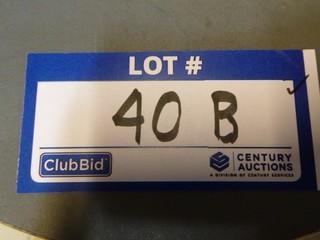 LOT #
40 B
ClubBid
CENTURY
AUCTIONS
A DIVISION OF CENTURY SERVICES